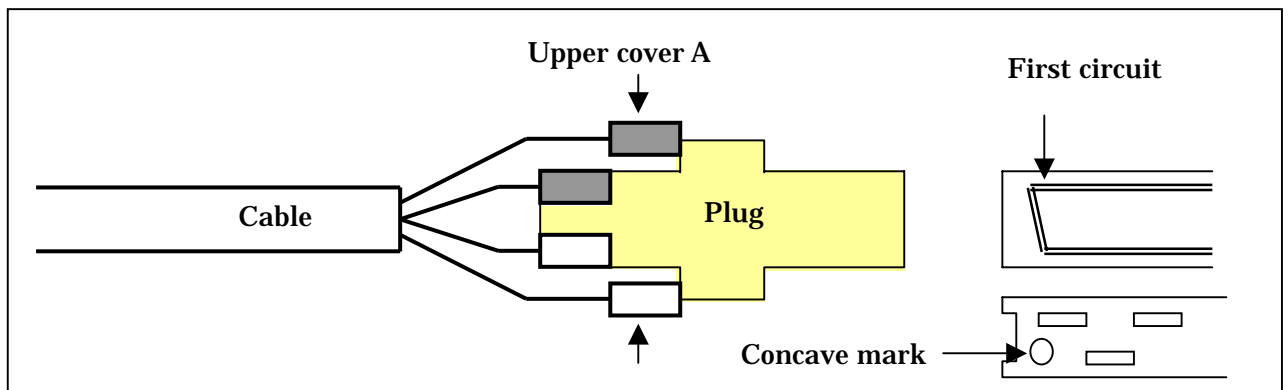 Upper cover A
First circuit
Cable
Plug
Concave mark